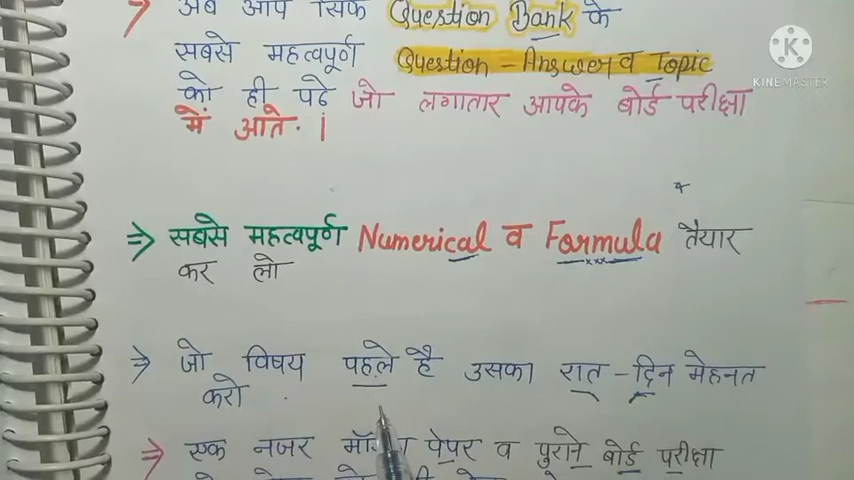 अब आप सिर्फ Question Bank के
सबसे महत्वपूर्ण Question - Answer व Topic
को ही पढे जो लगातार आपके बोर्ड परीक्षा
में आते ।
KINEMASTER
⇒ सबसे महत्वपूर्ण Numerical व Formula तैयार
कर लो
⇒ जो विषय पहले है उसका रात - दिन मेहनत
करो
⇒ एक नजर पेपर व पुराने बोर्ड परीक्षा